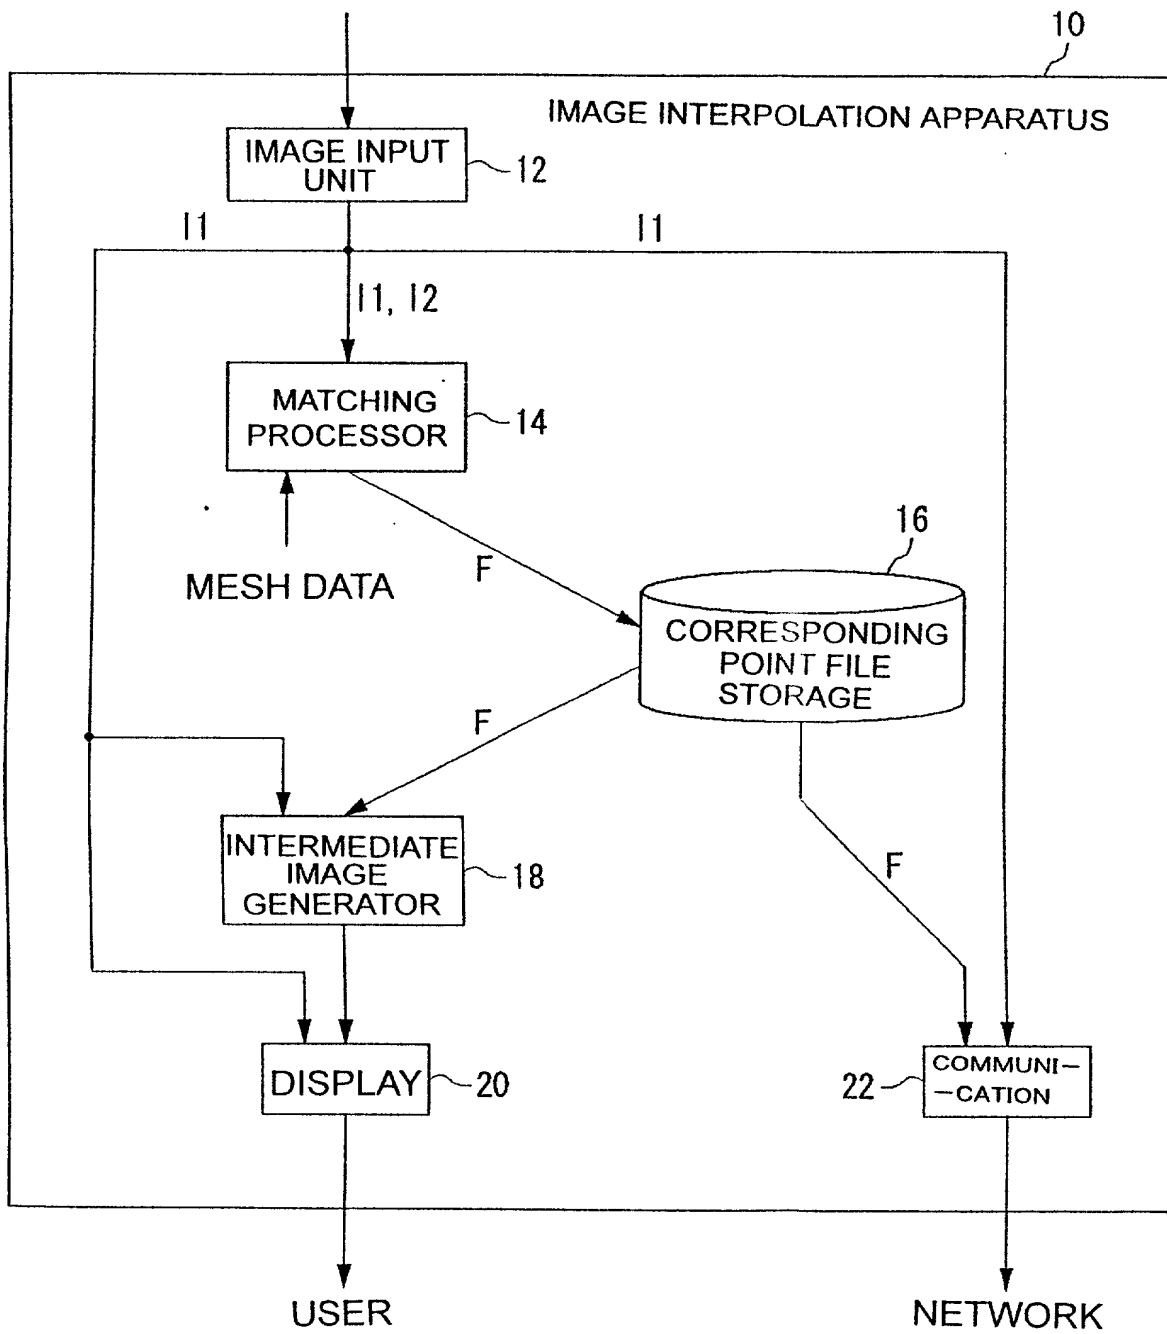 10
IMAGE INTERPOLATION APPARATUS
IMAGE INPUT
UNIT
12
I1
I1
I1, I2
MATCHING
PROCESSOR
14
MESH DATA
F
16
CORRESPONDING
POINT FILE
STORAGE
F
F
INTERMEDIATE
IMAGE
GENERATOR
18
DISPLAY
20
22
COMMUNI-
-CATION
USER
NETWORK